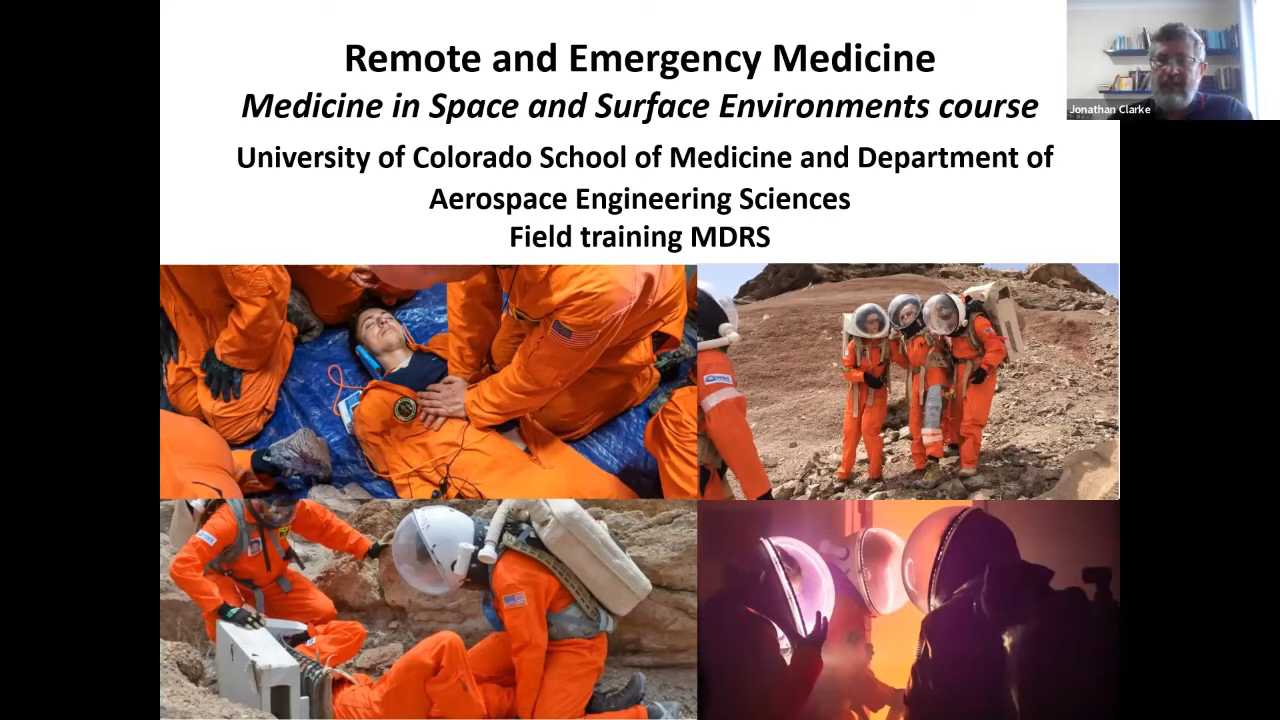 Remote and Emergency Medicine
Medicine in Space and Surface Environments course
University of Colorado School of Medicine and Department of
Aerospace Engineering Sciences
Field training MDRS
Jonathan Clarke